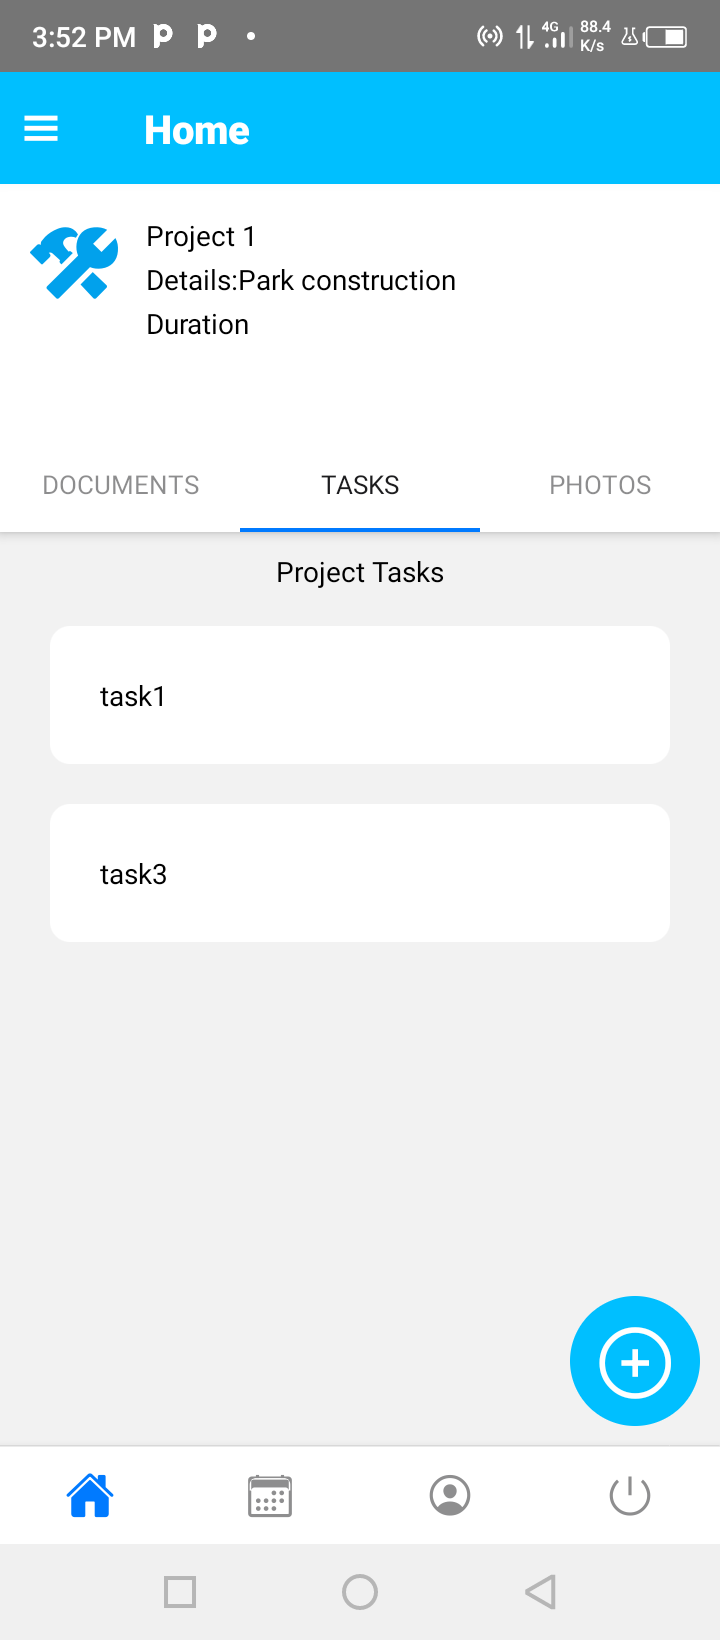 3:52 PM P P • 4G 88.4 K/s
Home
Project 1
Details:Park construction
Duration
DOCUMENTS TASKS PHOTOS
Project Tasks
task1
task3